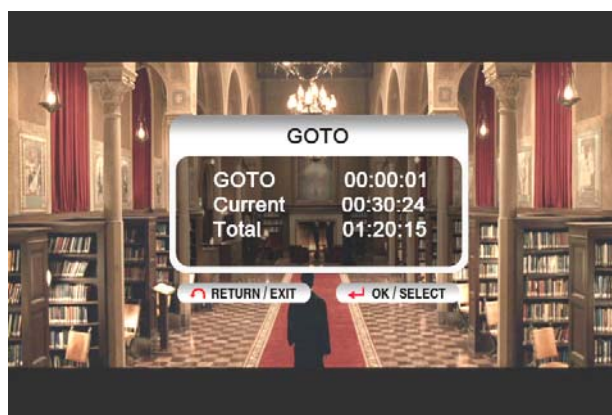 GOTO
GOTO 00:00:01
Current 00:30:24
Total 01:20:15
RETURN / EXIT OK / SELECT